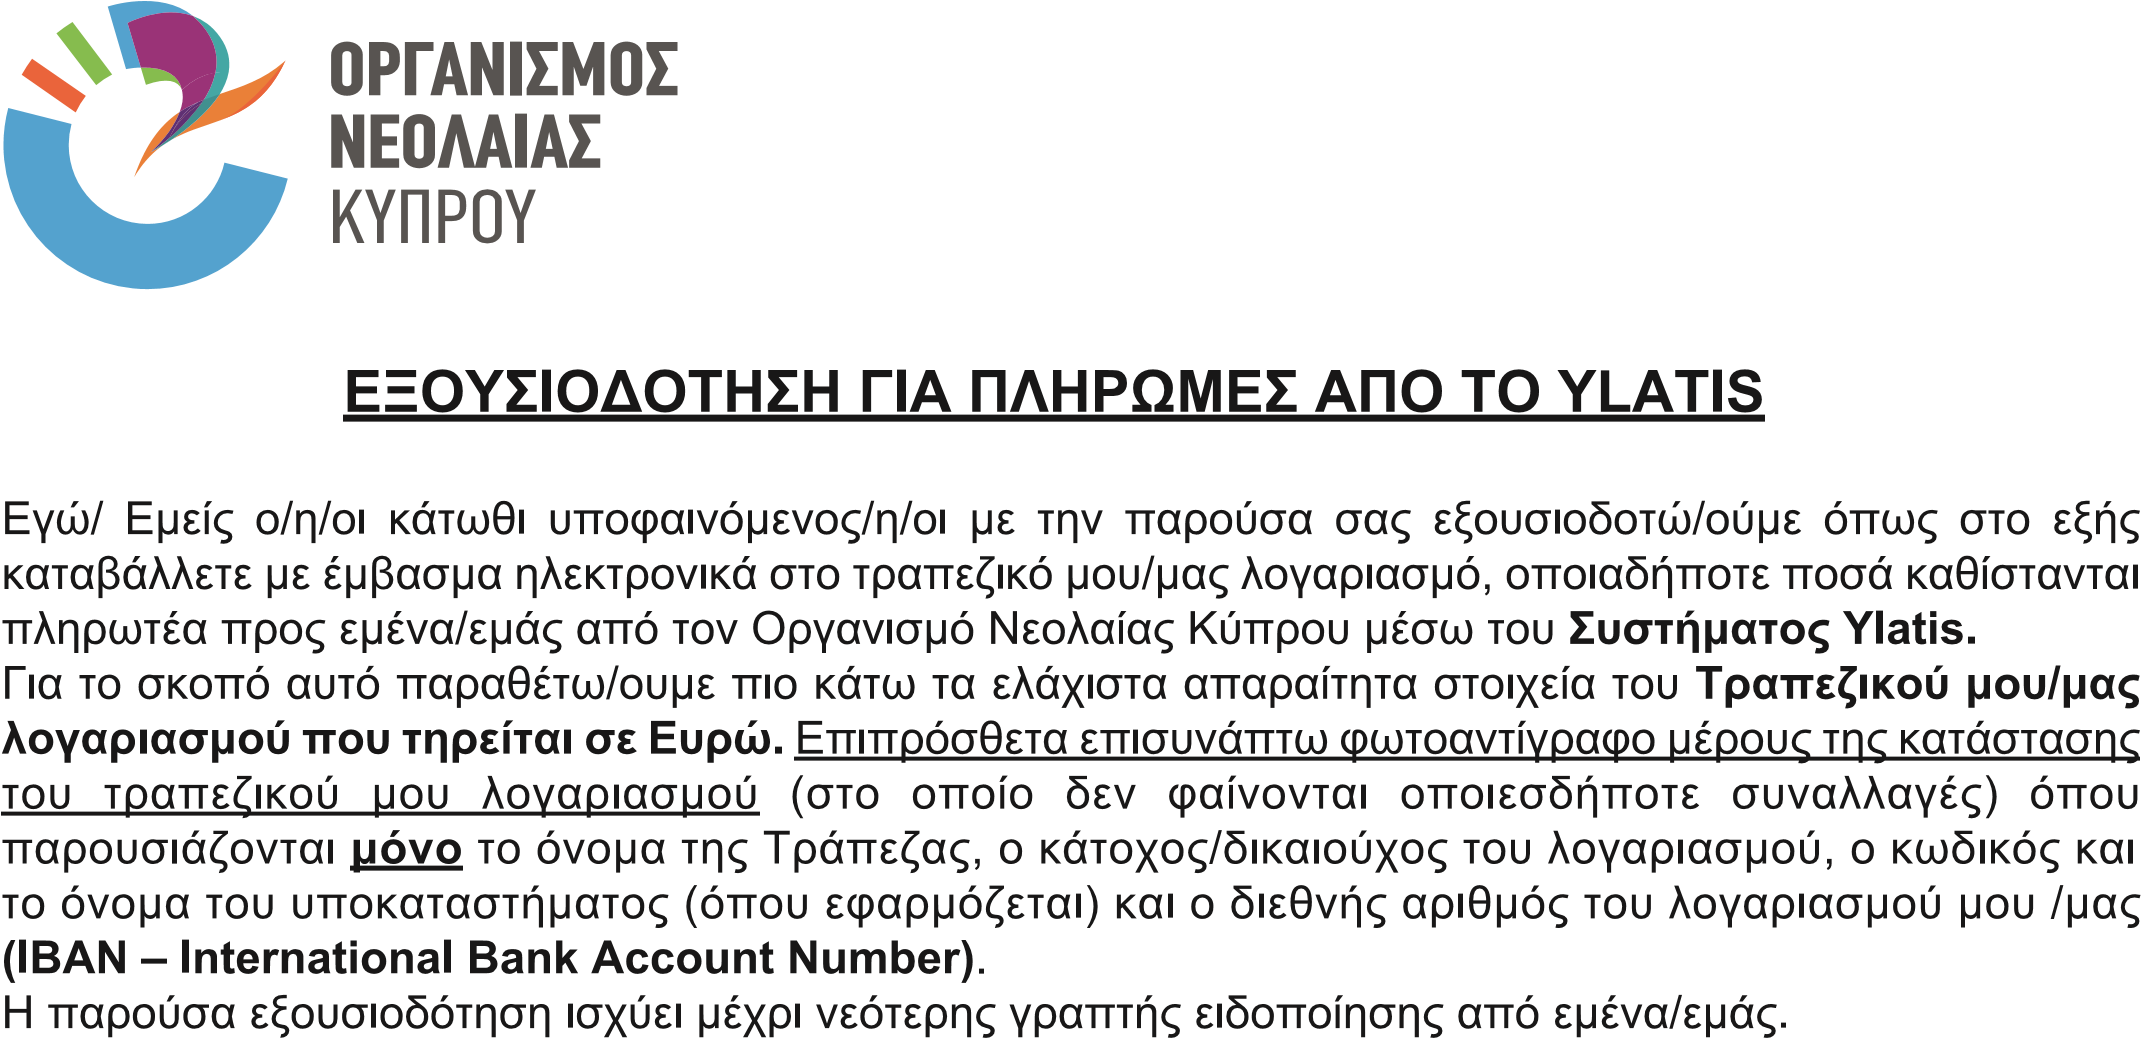 ΟΡΓΑΝΙΣΜΟΣ
ΝΕΟΛΑΙΑΣ
ΚΥΠΡΟΥ
ΕΞΟΥΣΙΟΔΟΤΗΣΗ ΓΙΑ ΠΛΗΡΩΜΕΣ ΑΠΟ ΤΟ YLATIS
Εγώ/ Εμείς ο/η/οι κάτωθι υποφαινόμενος/η/οι με την παρούσα σας εξουσιοδοτώ/ούμε όπως στο εξής
καταβάλλετε με έμβασμα ηλεκτρονικά στο τραπεζικό μου/μας λογαριασμό, οποιαδήποτε ποσά καθίστανται
πληρωτέα προς εμένα/εμάς από τον Οργανισμό Νεολαίας Κύπρου μέσω του Συστήματος Ylatis.
Για το σκοπό αυτό παραθέτω/ουμε πιο κάτω τα ελάχιστα απαραίτητα στοιχεία του Τραπεζικού μου/μας
λογαριασμού που τηρείται σε Ευρώ. Επιπρόσθετα επισυνάπτω φωτοαντίγραφο μέρους της κατάστασης
του τραπεζικού μου λογαριασμού (στο οποίο δεν φαίνονται οποιεσδήποτε συναλλαγές) όπου
παρουσιάζονται μόνο το όνομα της Τράπεζας, ο κάτοχος/δικαιούχος του λογαριασμού, ο κωδικός και
το όνομα του υποκαταστήματος (όπου εφαρμόζεται) και ο διεθνής αριθμός του λογαριασμού μου /μας
(IBAN – International Bank Account Number).
Η παρούσα εξουσιοδότηση ισχύει μέχρι νεότερης γραπτής ειδοποίησης από εμένα/εμάς.